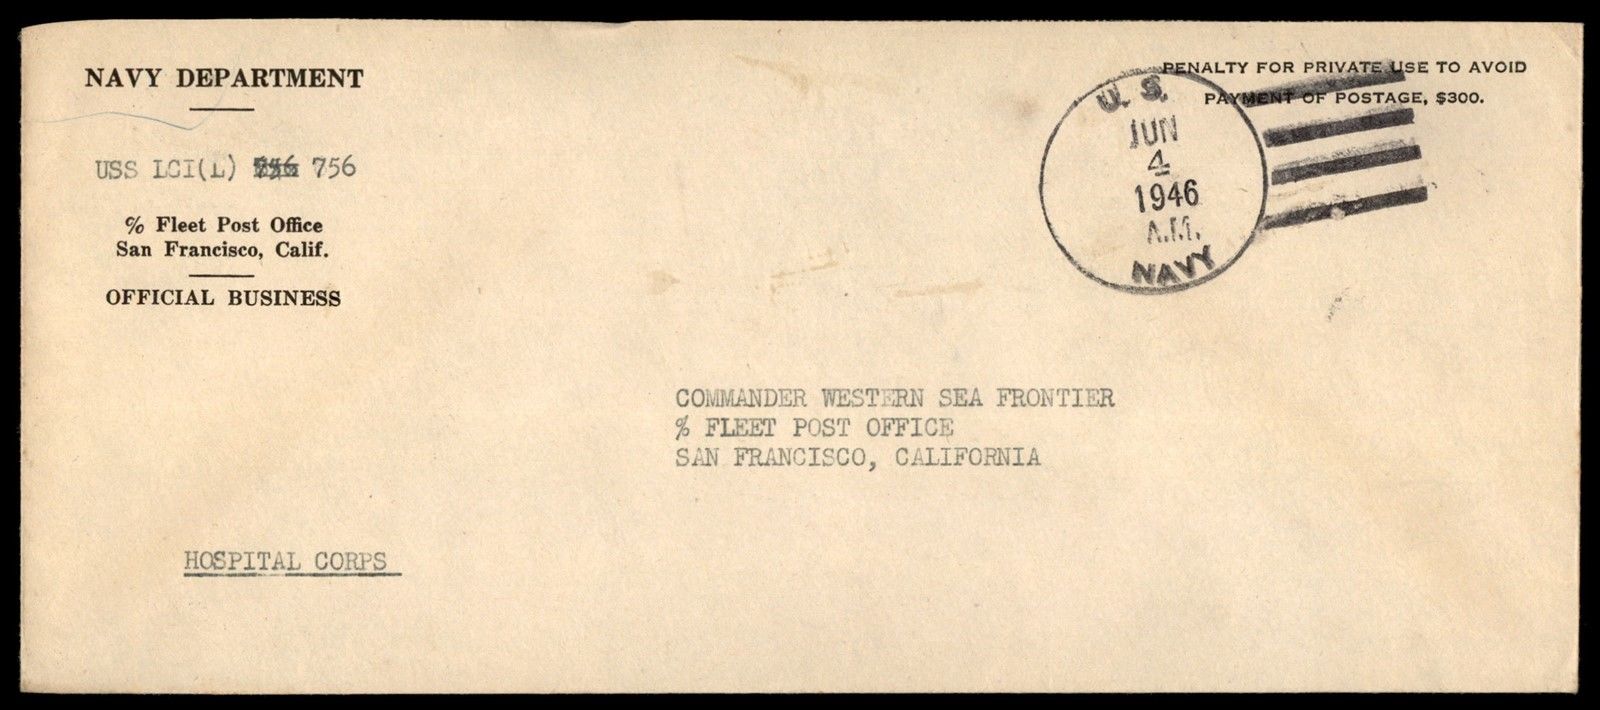 NAVY DEPARTMENT
USS LCI(L) 756
% Fleet Post Office
San Francisco, Calif.
OFFICIAL BUSINESS
PENALTY FOR PRIVATE USE TO AVOID
PAYMENT OF POSTAGE, $300.
U. S.
JUN
4
1946
A.M.
NAVY
COMMANDER WESTERN SEA FRONTIER
% FLEET POST OFFICE
SAN FRANCISCO, CALIFORNIA
HOSPITAL CORPS